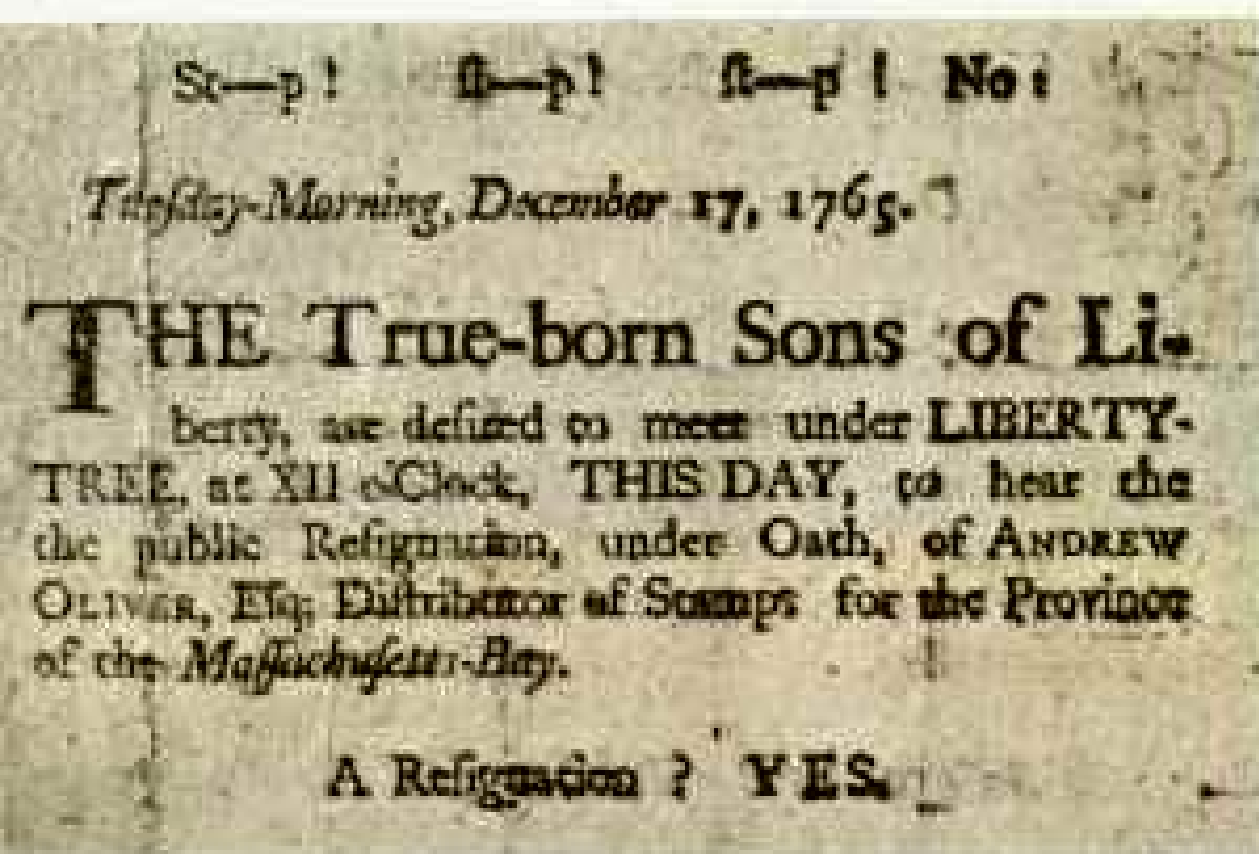 St—p! ſt—p! ſt—p! No:
Tueſday-Morning, December 17, 1765.
THE True-born Sons of Li-
berty, are deſired to meet under LIBERTY-
TREE, at XII o'Clock, THIS DAY, to hear the
the public Reſignation, under Oath, of ANDREW
OLIVER, Eſq; Diſtributor of Stamps for the Province
of the Maſſachuſetts-Bay.
A Reſignation ? YES.